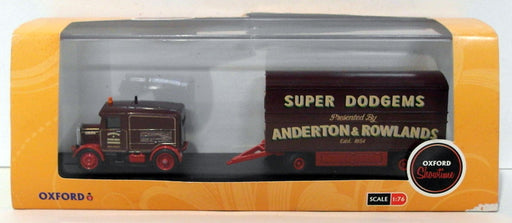 SUPER DODGEMS
Presented By
ANDERTON & ROWLANDS
Estd. 1854
OXFORD
Showtime
OXFORD
SCALE 1:76